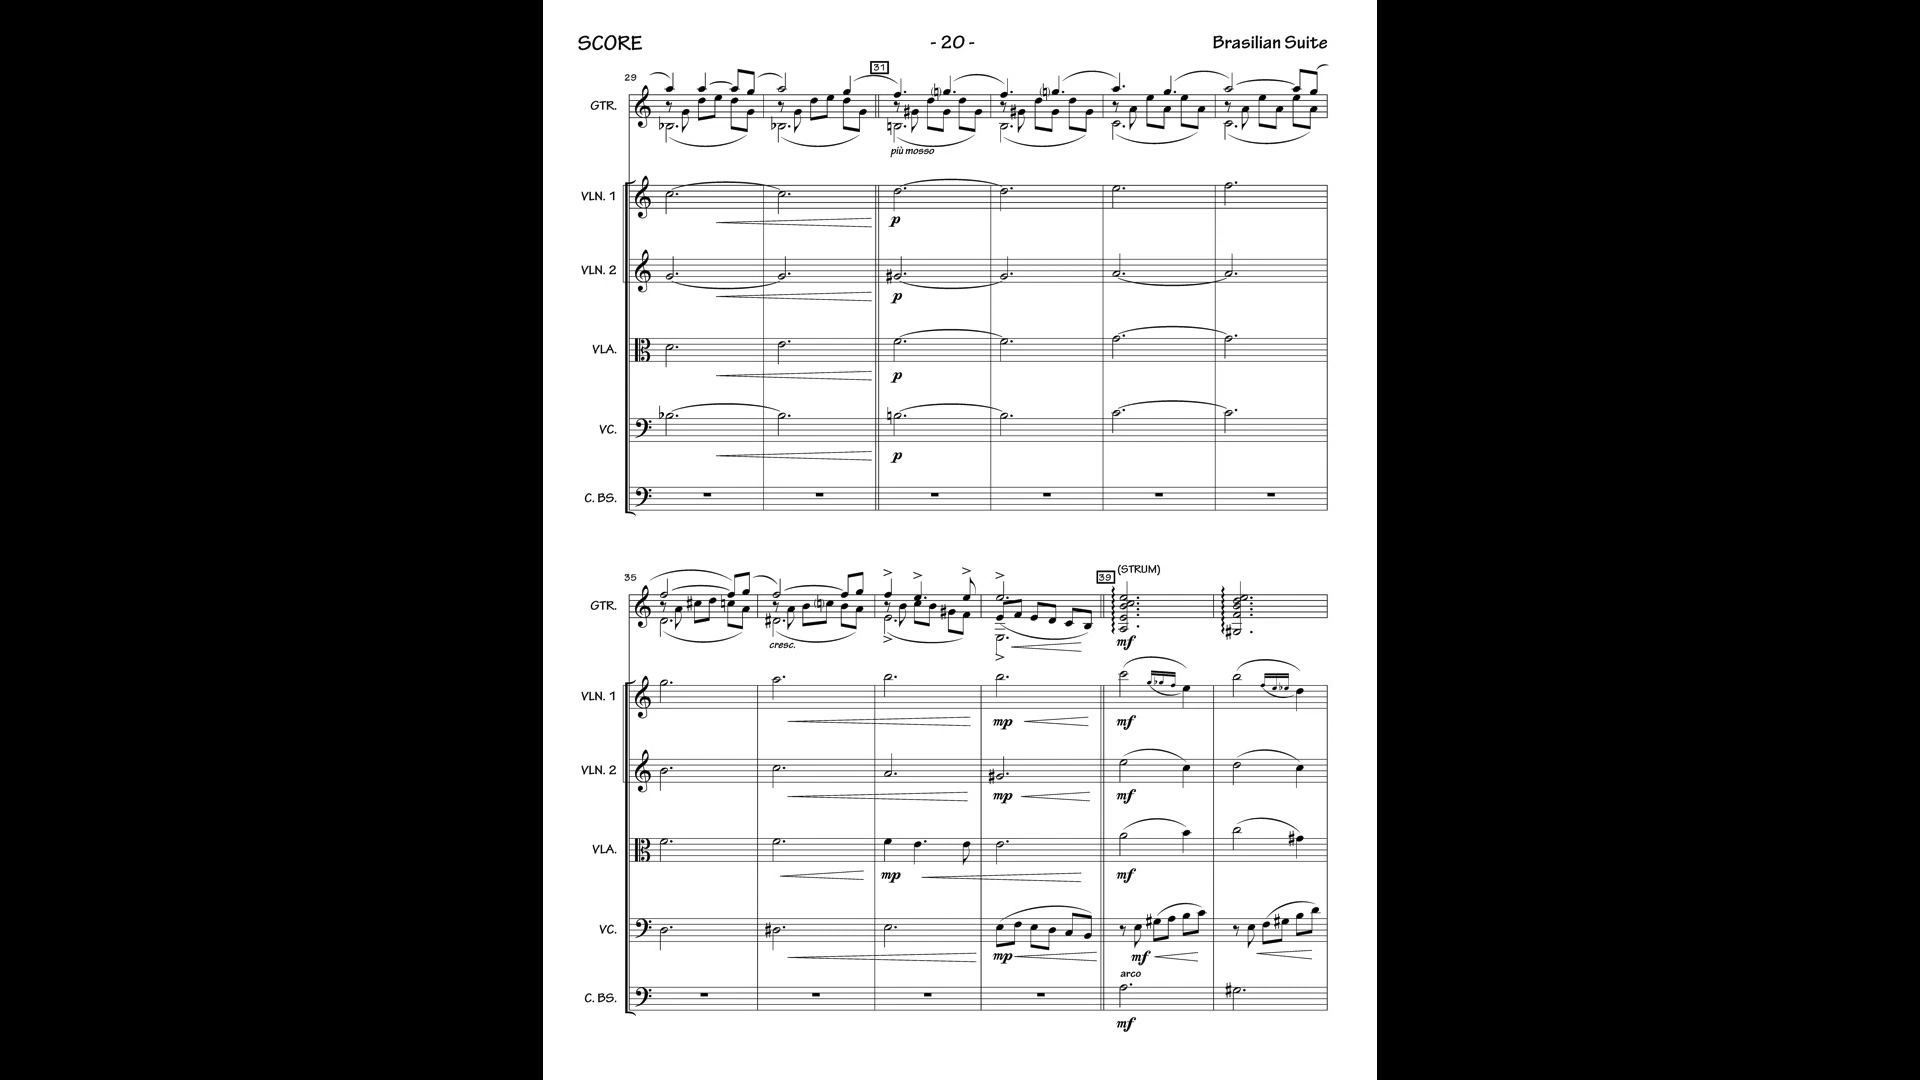 SCORE - 20 - Brasilian Suite
29 31
GTR.
più mosso
VLN. 1
p
VLN. 2
p
VLA.
p
VC.
p
C. BS.
35 39 (STRUM)
GTR.
cresc. mf
VLN. 1
mp mf
VLN. 2
mp mf
VLA.
mp mf
VC.
mp mf
arco
C. BS.
mf